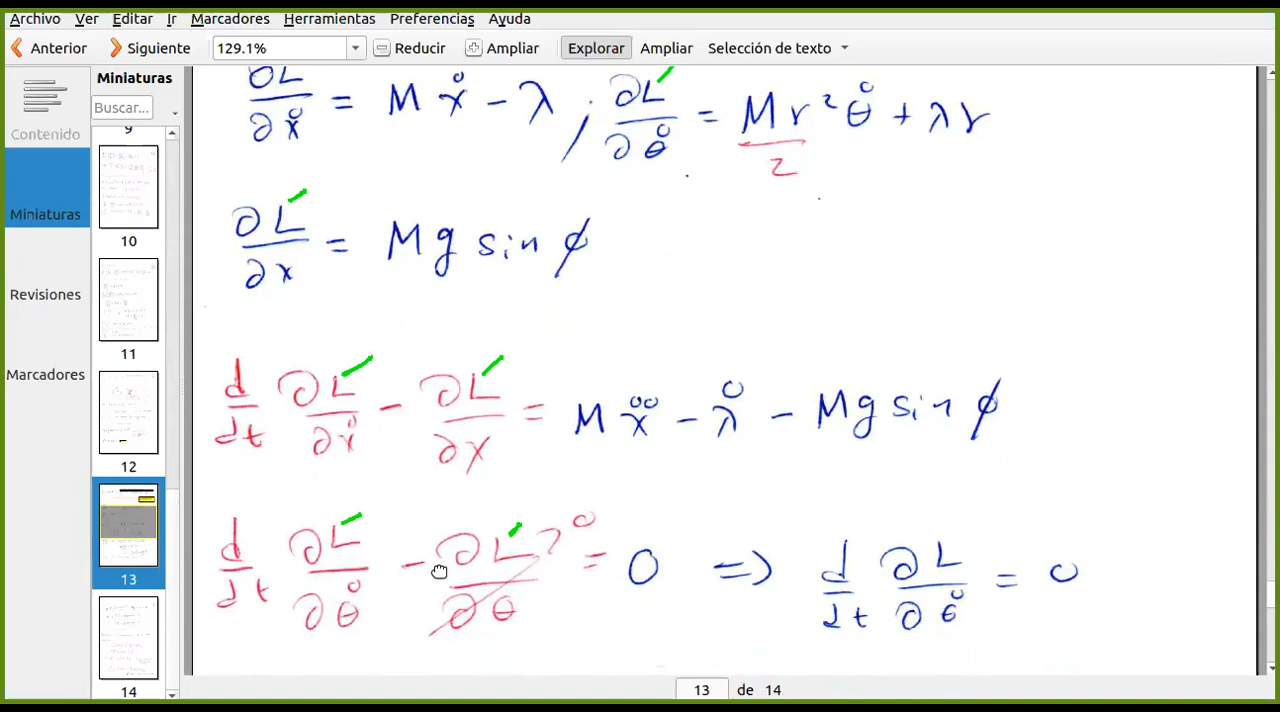 Archivo Ver Editar Ir Marcadores Herramientas Preferencias Ayuda
Anterior Siguiente 129.1% Reducir Ampliar Explorar Ampliar Selección de texto
Contenido
Miniaturas
Revisiones
Marcadores
Miniaturas
Buscar...
9
10
11
12
13
14
∂L/∂ẋ = Mẋ - λ , ∂L/∂θ̇ = Mr²θ̇ + λr
2
∂L/∂x = Mg sin ϕ
d/dt ∂L/∂ẋ - ∂L/∂x = Mẍ - λ̇ - Mg sin ϕ
d/dt ∂L/∂θ̇ - ∂L/∂θ ⁰ = 0 => d/dt ∂L/∂θ̇ = 0
13 de 14